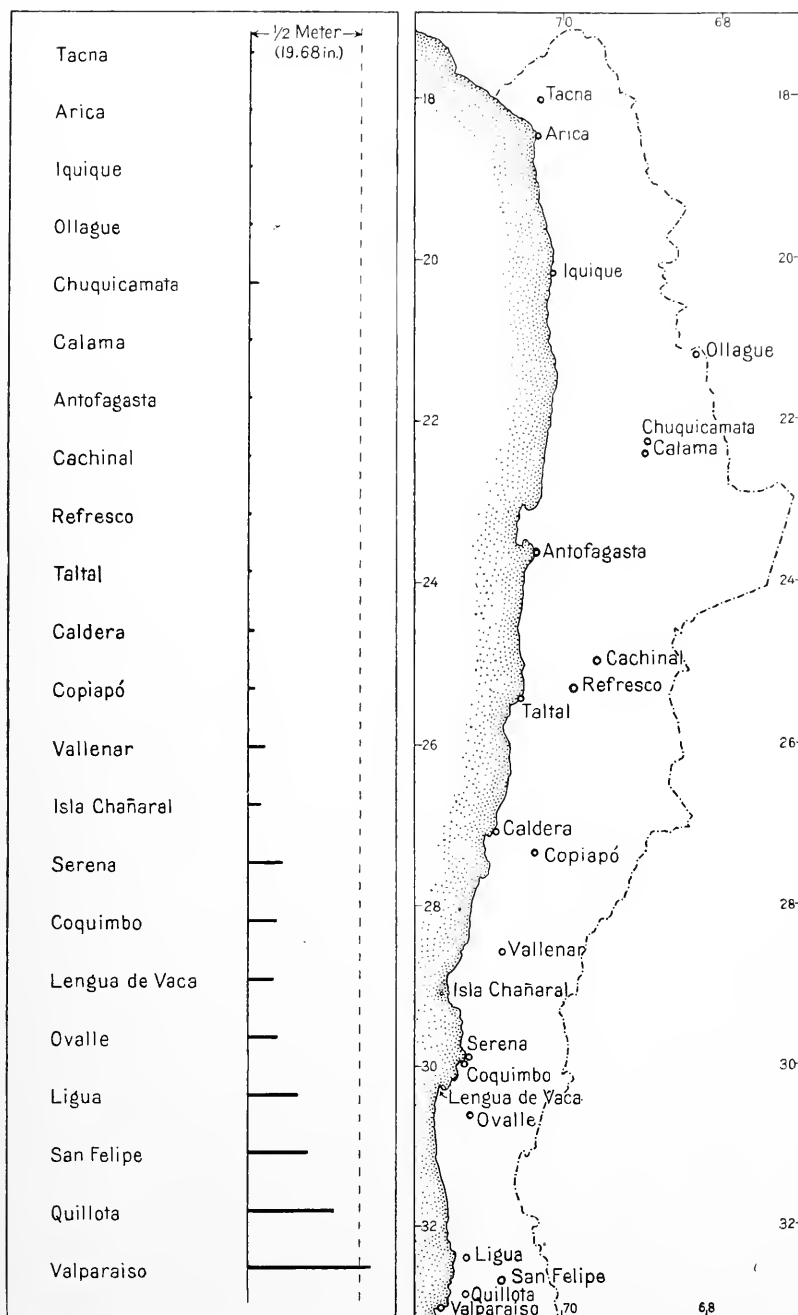 ½ Meter
(19.68 in.)
Tacna
Arica
Iquique
Ollague
Chuquicamata
Calama
Antofagasta
Cachinal
Refresco
Taltal
Caldera
Copiapó
Vallenar
Isla Chañaral
Serena
Coquimbo
Lengua de Vaca
Ovalle
Ligua
San Felipe
Quillota
Valparaiso
70 68
18 18
Tacna
Arica
20 20
Iquique
Ollague
22 22
Chuquicamata
Calama
Antofagasta
24 24
Cachinal
Refresco
Taltal
26 26
Caldera
Copiapó
28 28
Vallenar
Isla Chañaral
Serena
30 30
Coquimbo
Lengua de Vaca
Ovalle
32 32
Ligua
San Felipe
Quillota
Valparaiso 70 68